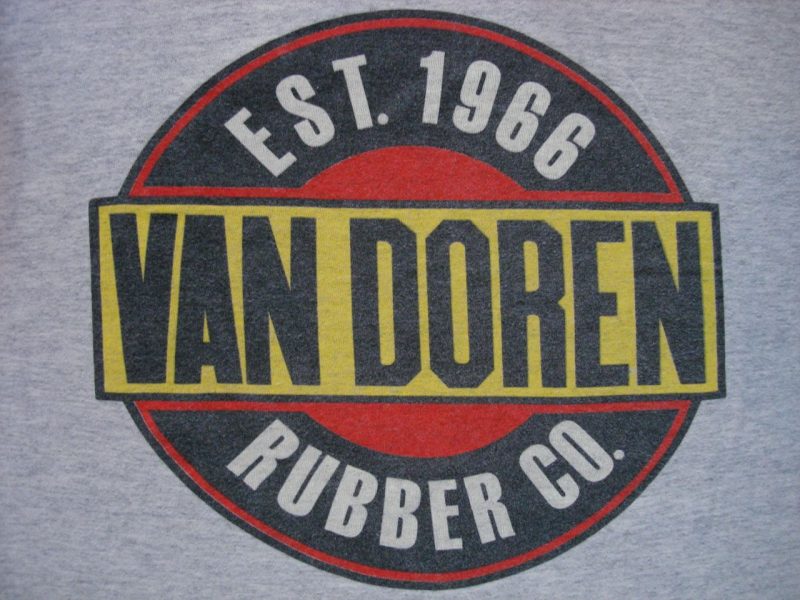 EST. 1966
VAN DOREN
RUBBER CO.